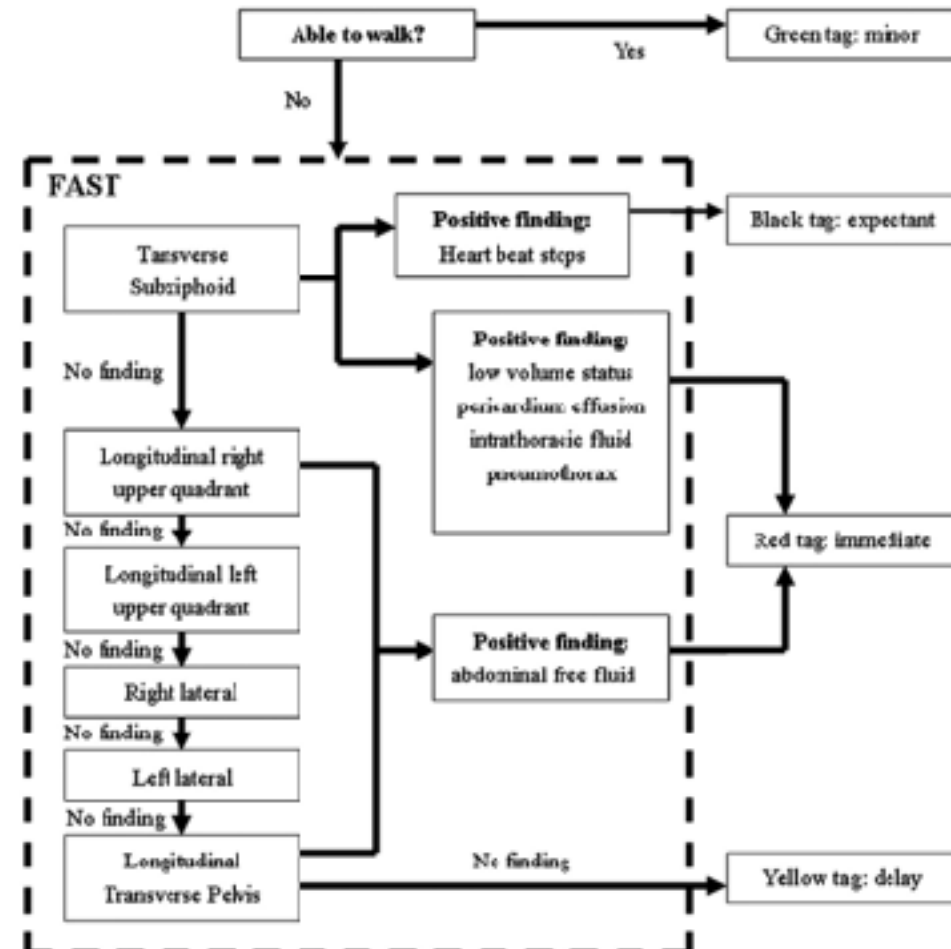 Able to walk?
Yes
Green tag: minor
No
FAST
Positive finding:
Heart beat stops
Black tag: expectant
Tansverse
Subxiphoid
Positive finding:
low volume status
pericardium effusion
intrathoracic fluid
pneumothorax
No finding
Longitudinal right
upper quadrant
No finding
Red tag: immediate
Longitudinal left
upper quadrant
No finding
Positive finding:
abdominal free fluid
Right lateral
No finding
Left lateral
No finding
Longitudinal
Transverse Pelvis
No finding
Yellow tag: delay